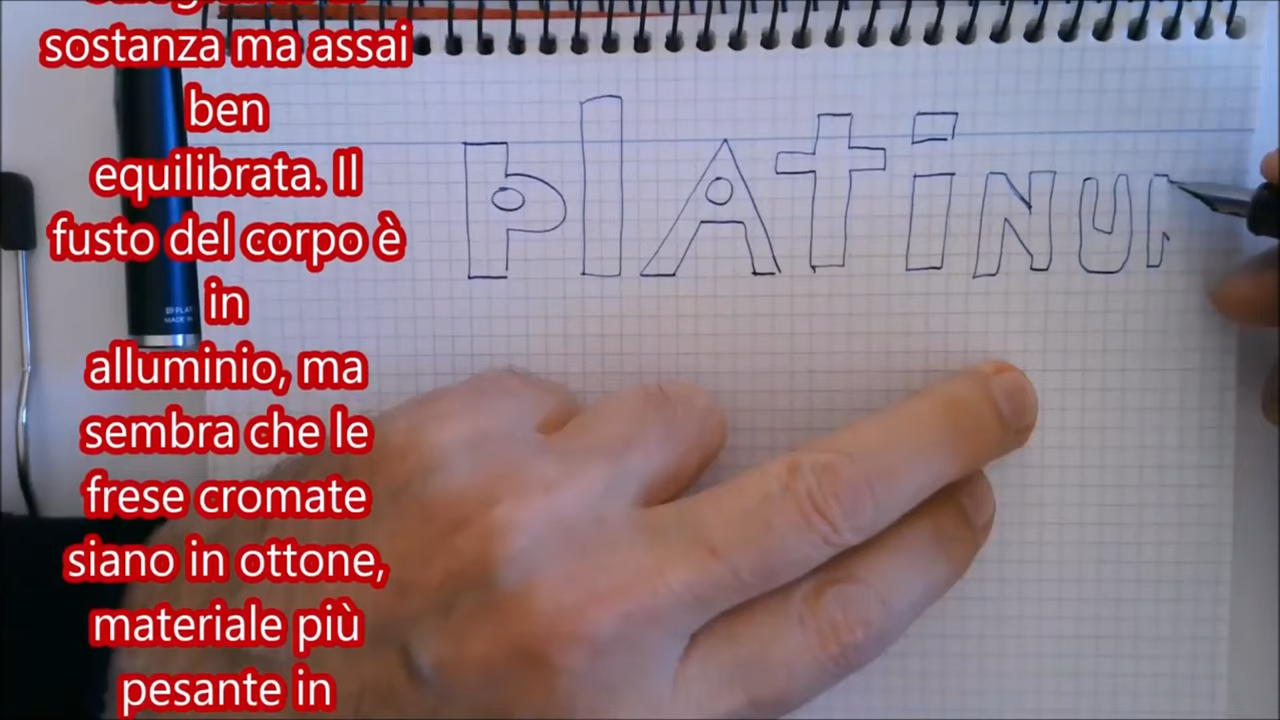 sostanza ma assai
ben
equilibrata. Il
fusto del corpo è
in
alluminio, ma
sembra che le
frese cromate
siano in ottone,
materiale più
pesante in
PlAtiNU